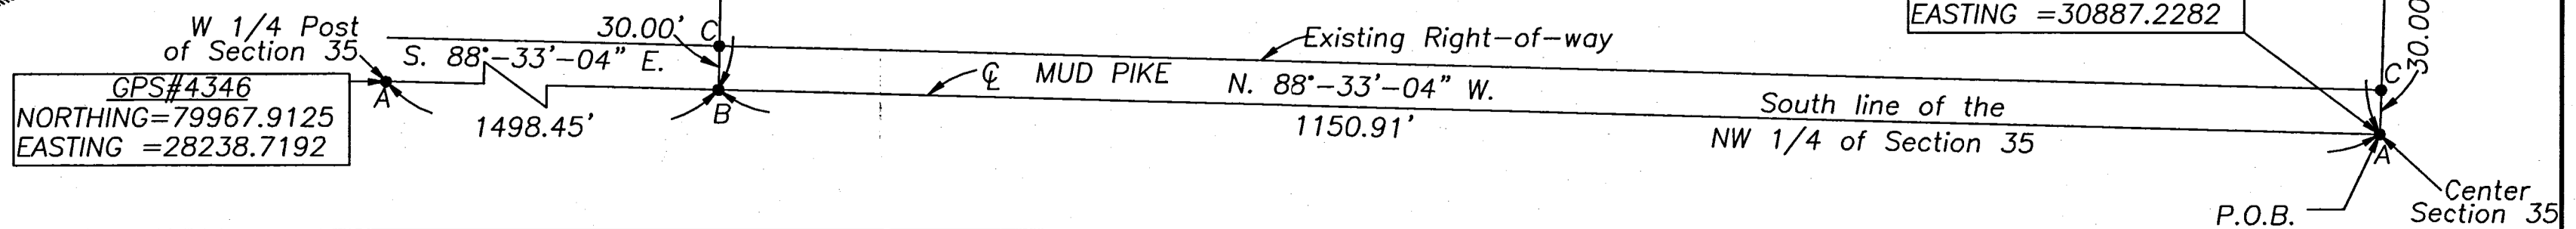 W 1/4 Post
of Section 35
GPS#4346
NORTHING=79967.9125
EASTING =28238.7192
A
S. 88°-33'-04" E.
1498.45'
30.00'
C
B
℄ MUD PIKE
Existing Right-of-way
N. 88°-33'-04" W.
1150.91'
South line of the
NW 1/4 of Section 35
EASTING =30887.2282
30.00
C
A
P.O.B.
Center
Section 35